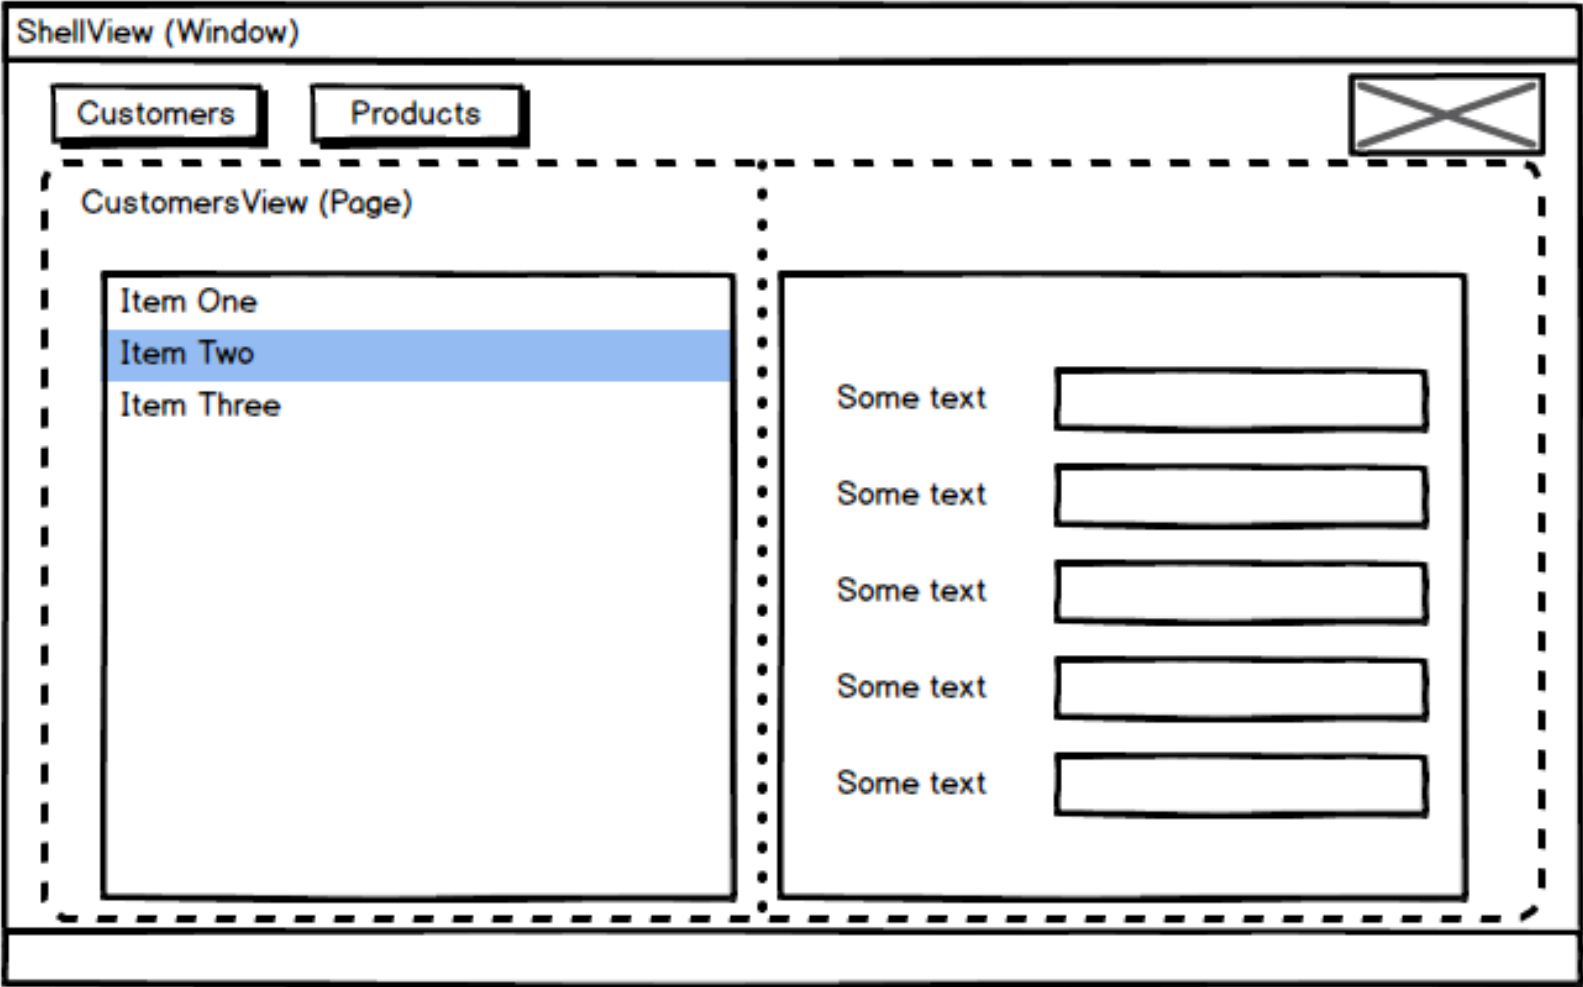 ShellView (Window)
Customers
Products
CustomersView (Page)
Item One
Item Two
Item Three
Some text
Some text
Some text
Some text
Some text